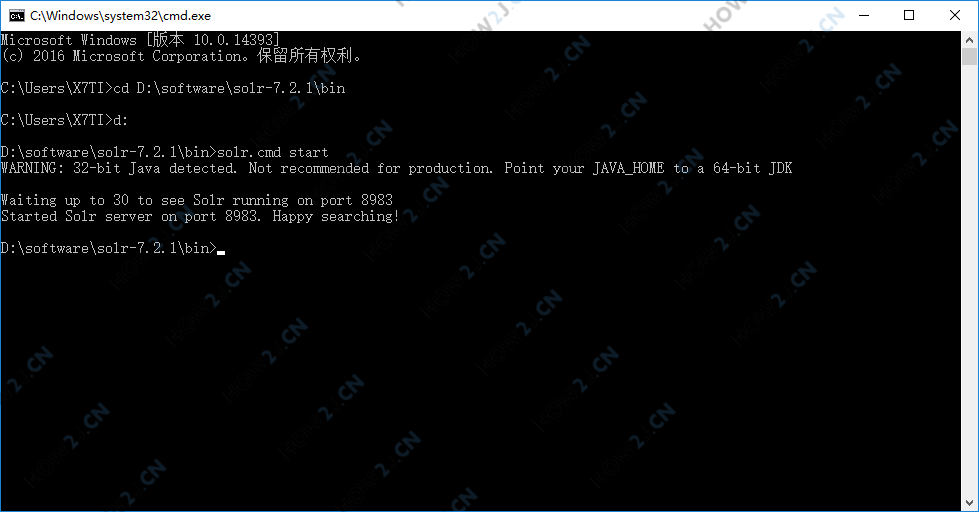 C:\Windows\system32\cmd.exe
Microsoft Windows [版本 10.0.14393]
(c) 2016 Microsoft Corporation。保留所有权利。
C:\Users\X7TI>cd D:\software\solr-7.2.1\bin
C:\Users\X7TI>d:
D:\software\solr-7.2.1\bin>solr.cmd start
WARNING: 32-bit Java detected. Not recommended for production. Point your JAVA_HOME to a 64-bit JDK
Waiting up to 30 to see Solr running on port 8983
Started Solr server on port 8983. Happy searching!
D:\software\solr-7.2.1\bin>
HOW2J.CN